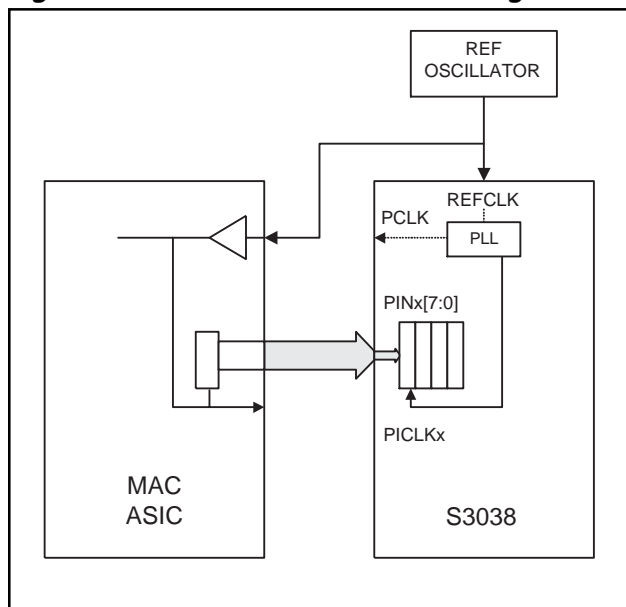 REF
OSCILLATOR
REFCLK
PCLK
PLL
PINx[7:0]
PICLKx
MAC
ASIC
S3038